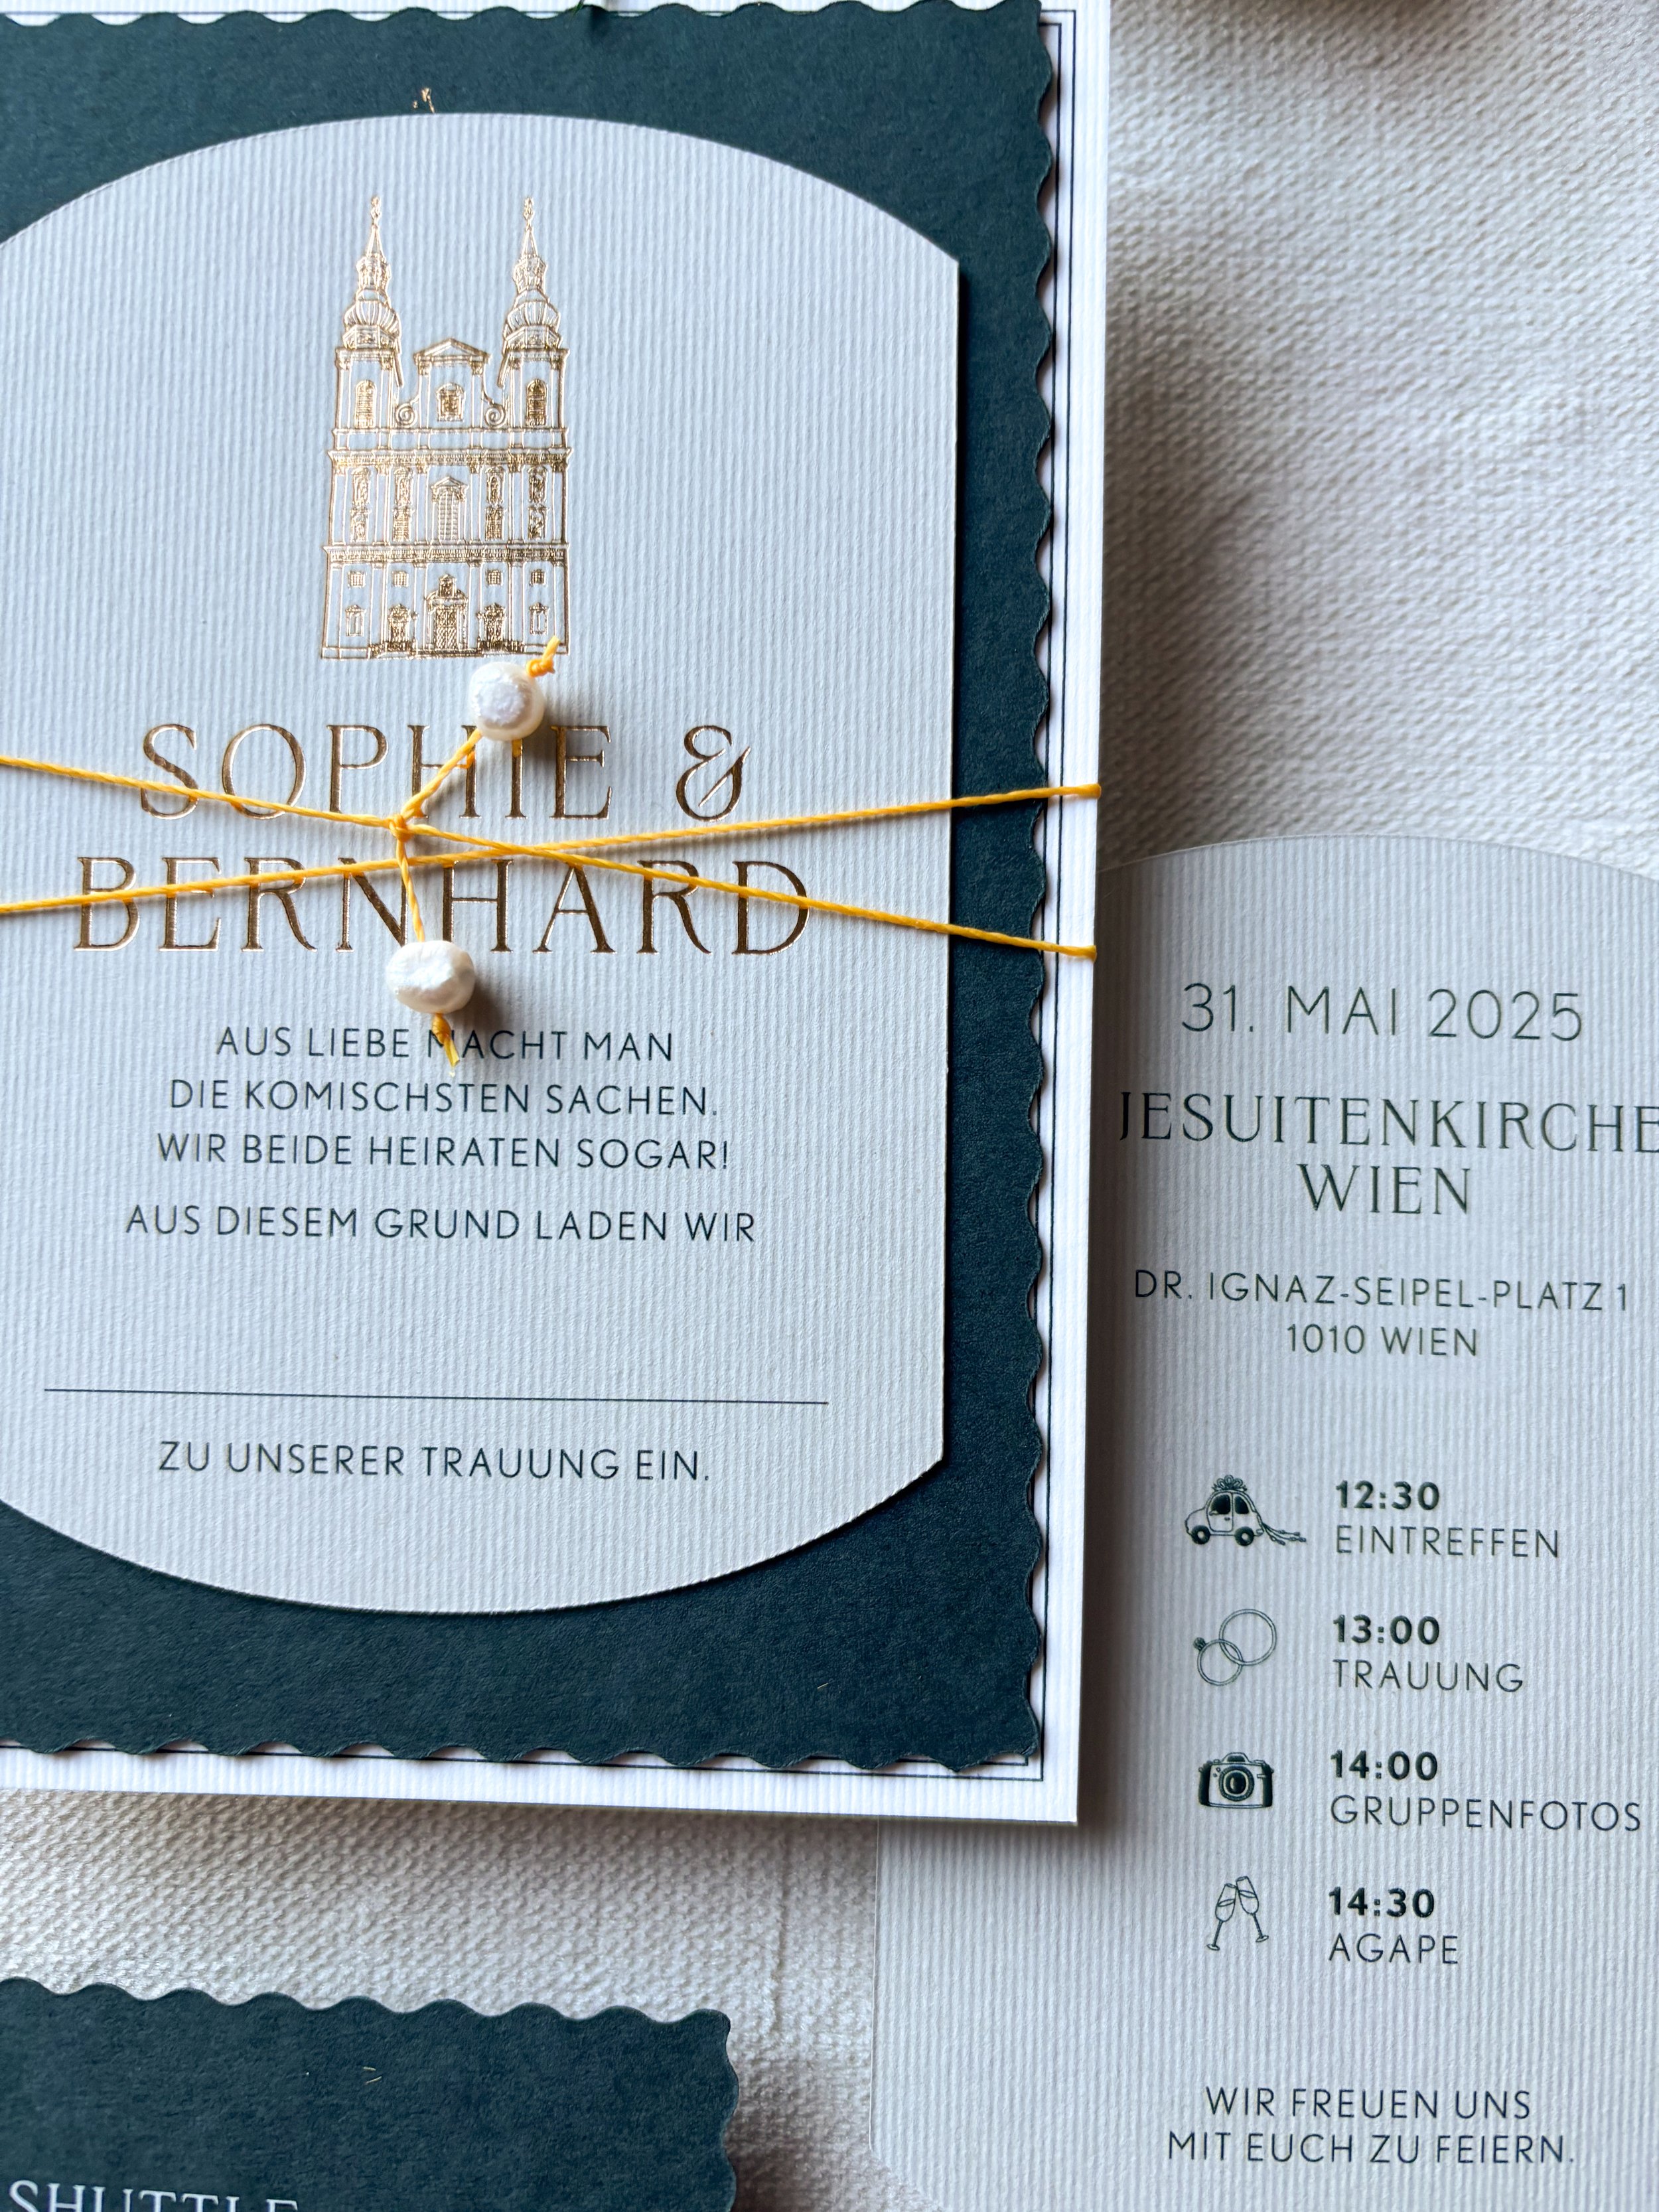 SOPHIE &
BERNHARD
AUS LIEBE MACHT MAN
DIE KOMISCHSTEN SACHEN.
WIR BEIDE HEIRATEN SOGAR!
AUS DIESEM GRUND LADEN WIR
ZU UNSERER TRAUUNG EIN.
31. MAI 2025
JESUITENKIRCHE
WIEN
DR. IGNAZ-SEIPEL-PLATZ 1
1010 WIEN
12:30
EINTREFFEN
13:00
TRAUUNG
14:00
GRUPPENFOTOS
14:30
AGAPE
WIR FREUEN UNS
MIT EUCH ZU FEIERN.
SHUTTLE